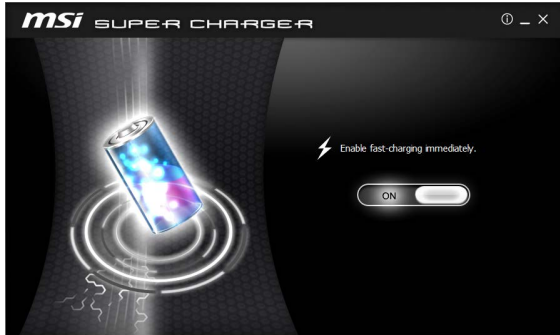 msi SUPER CHARGER
Enable fast-charging immediately.
ON